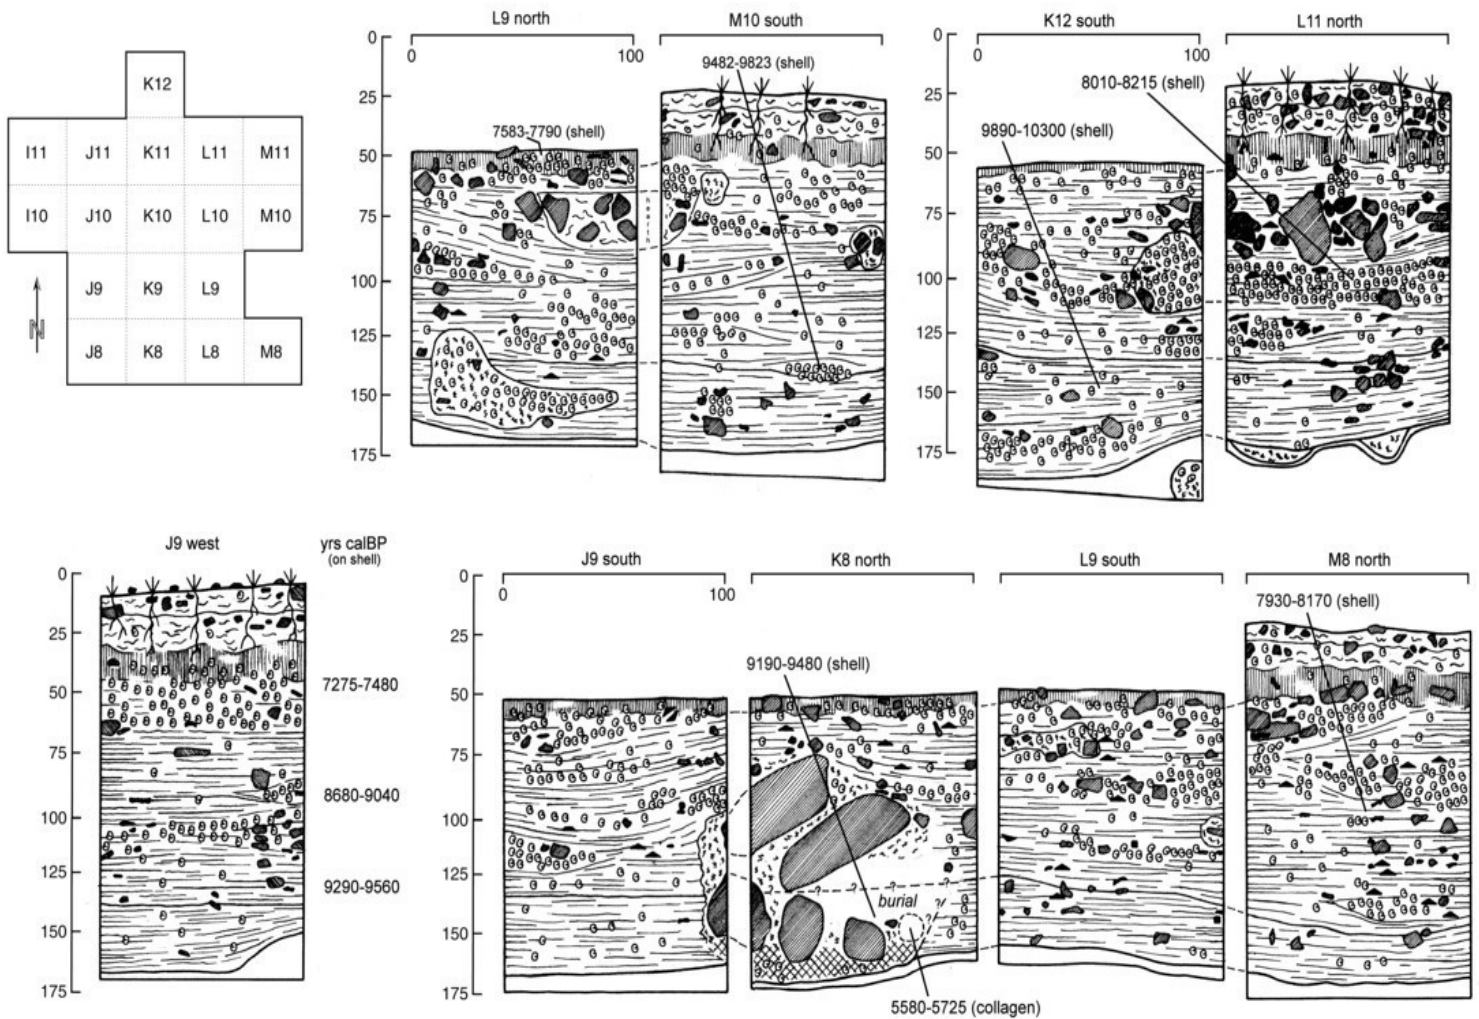 K12
I11 J11 K11 L11 M11
I10 J10 K10 L10 M10
J9 K9 L9
J8 K8 L8 M8
N
L9 north
M10 south
0
25
50
75
100
125
150
175
0 100
9482-9823 (shell)
7583-7790 (shell)
K12 south
L11 north
0
25
50
75
100
125
150
175
0 100
8010-8215 (shell)
9890-10300 (shell)
J9 west
yrs calBP
(on shell)
0
25
50
75
100
125
150
175
7275-7480
8680-9040
9290-9560
J9 south
K8 north
L9 south
M8 north
0
25
50
75
100
125
150
175
0 100
7930-8170 (shell)
9190-9480 (shell)
? ? ? ?
burial
?
5580-5725 (collagen)